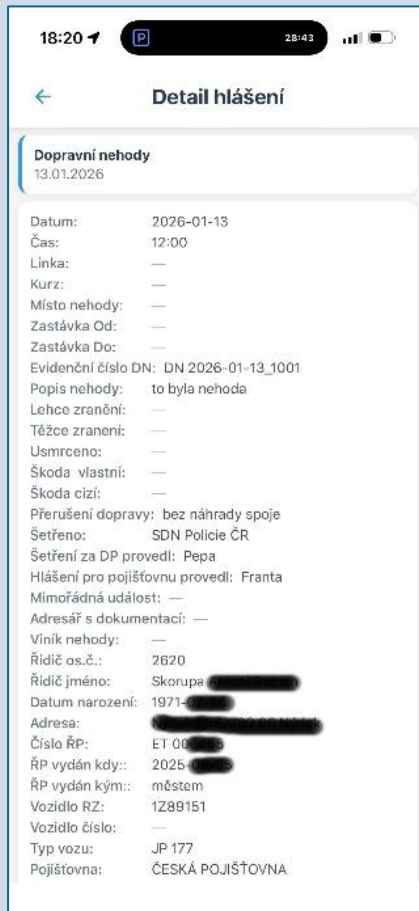 18:20
P
28:43
Detail hlášení
Dopravní nehody
13.01.2026
Datum: 2026-01-13
Čas: 12:00
Linka: —
Kurz: —
Místo nehody: —
Zastávka Od: —
Zastávka Do: —
Evidenční číslo DN: DN 2026-01-13_1001
Popis nehody: to byla nehoda
Lehce zranění: —
Těžce zranení: —
Usmrceno: —
Škoda vlastní: —
Škoda cizí: —
Přerušení dopravy: bez náhrady spoje
Šetřeno: SDN Policie ČR
Šetření za DP provedl: Pepa
Hlášení pro pojišťovnu provedl: Franta
Mimořádná událost: —
Adresář s dokumentací: —
Viník nehody: —
Řidič os.č.: 2620
Řidič jméno: Skorupa
Datum narození: 1971-
Adresa:
Číslo ŘP: ET
ŘP vydán kdy:: 2025-
ŘP vydán kým:: městem
Vozidlo RZ: 1Z89151
Vozidlo číslo: —
Typ vozu: JP 177
Pojišťovna: ČESKÁ POJIŠŤOVNA